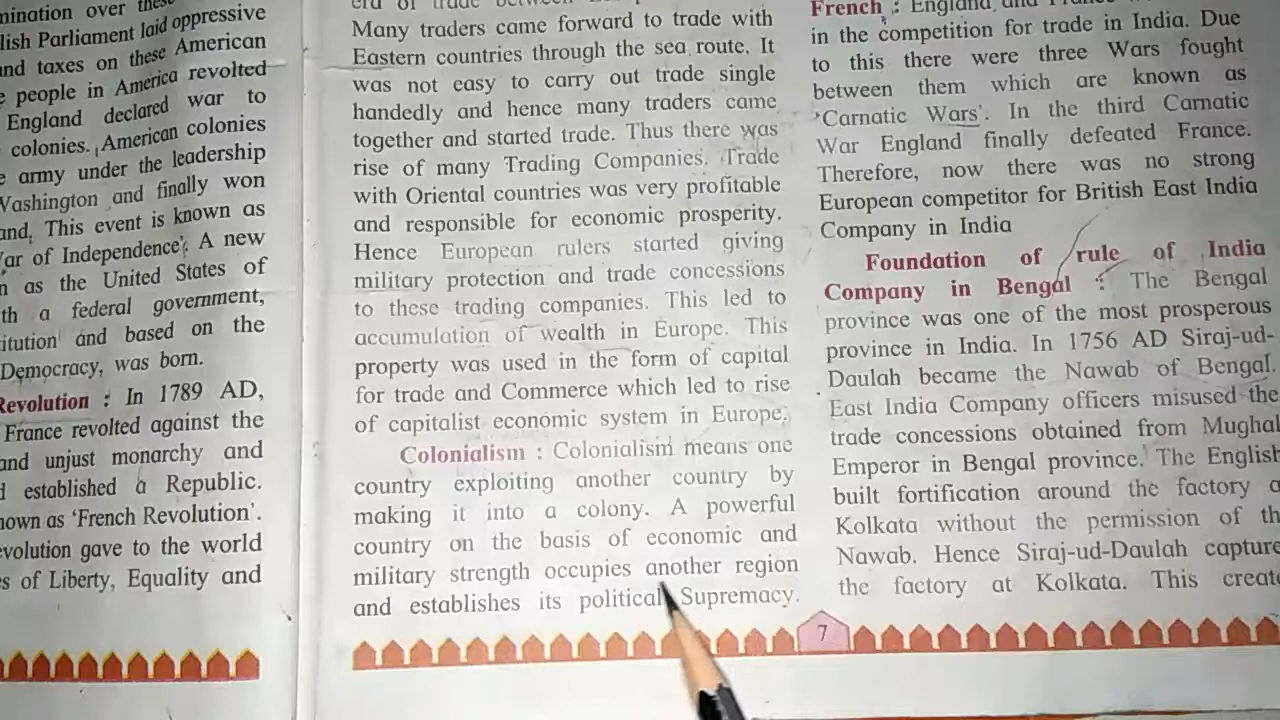 mination over these
lish Parliament laid oppressive
and taxes on these American
people in America revolted
England declared war to
colonies. American colonies
army under the leadership
Washington and finally won
and. This event is known as
War of Independence'. A new
as the United States of
th a federal government,
titution and based on the
Democracy, was born.
Revolution : In 1789 AD,
France revolted against the
and unjust monarchy and
established a Republic.
nown as 'French Revolution'.
evolution gave to the world
s of Liberty, Equality and
era of trade between
Many traders came forward to trade with
Eastern countries through the sea route. It
was not easy to carry out trade single
handedly and hence many traders came
together and started trade. Thus there was
rise of many Trading Companies. Trade
with Oriental countries was very profitable
and responsible for economic prosperity.
Hence European rulers started giving
military protection and trade concessions
to these trading companies. This led to
accumulation of wealth in Europe. This
property was used in the form of capital
for trade and Commerce which led to rise
of capitalist economic system in Europe.
Colonialism : Colonialism means one
country exploiting another country by
making it into a colony. A powerful
country on the basis of economic and
military strength occupies another region
and establishes its political Supremacy.
French : England and
in the competition for trade in India. Due
to this there were three Wars fought
between them which are known as
'Carnatic Wars'. In the third Carnatic
War England finally defeated France.
Therefore, now there was no strong
European competitor for British East India
Company in India
Foundation of rule of India
Company in Bengal : The Bengal
province was one of the most prosperous
province in India. In 1756 AD Siraj-ud-
Daulah became the Nawab of Bengal.
East India Company officers misused the
trade concessions obtained from Mughal
Emperor in Bengal province. The English
built fortification around the factory a
Kolkata without the permission of th
Nawab. Hence Siraj-ud-Daulah capture
the factory at Kolkata. This create
7